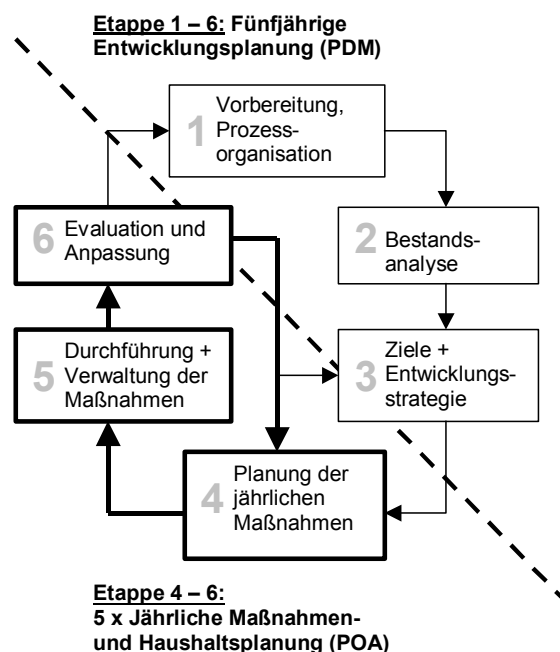 Etappe 1 – 6: Fünfjährige
Entwicklungsplanung (PDM)
1
Vorbereitung,
Prozess-
organisation
6
Evaluation und
Anpassung
2
Bestands-
analyse
5
Durchführung +
Verwaltung der
Maßnahmen
3
Ziele +
Entwicklungs-
strategie
4
Planung der
jährlichen
Maßnahmen
Etappe 4 – 6:
5 x Jährliche Maßnahmen-
und Haushaltsplanung (POA)